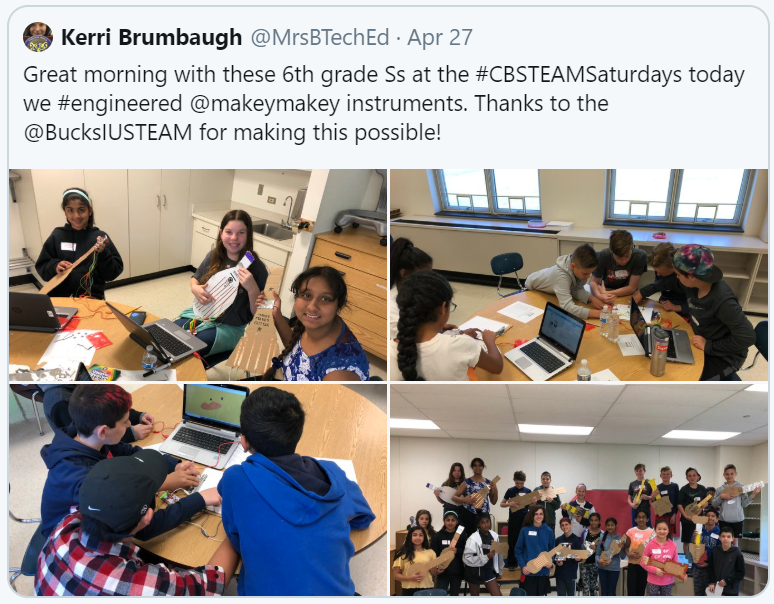 Kerri Brumbaugh @MrsBTechEd · Apr 27
Great morning with these 6th grade Ss at the #CBSTEAMSaturdays today
we #engineered @makeymakey instruments. Thanks to the
@BucksIUSTEAM for making this possible!